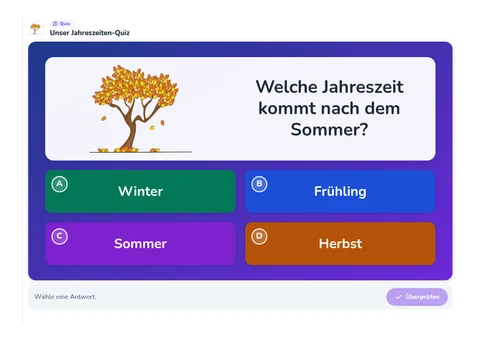 Quiz
Unser Jahreszeiten-Quiz
Welche Jahreszeit
kommt nach dem
Sommer?
A
Winter
B
Frühling
C
Sommer
D
Herbst
Wähle eine Antwort.
Überprüfen